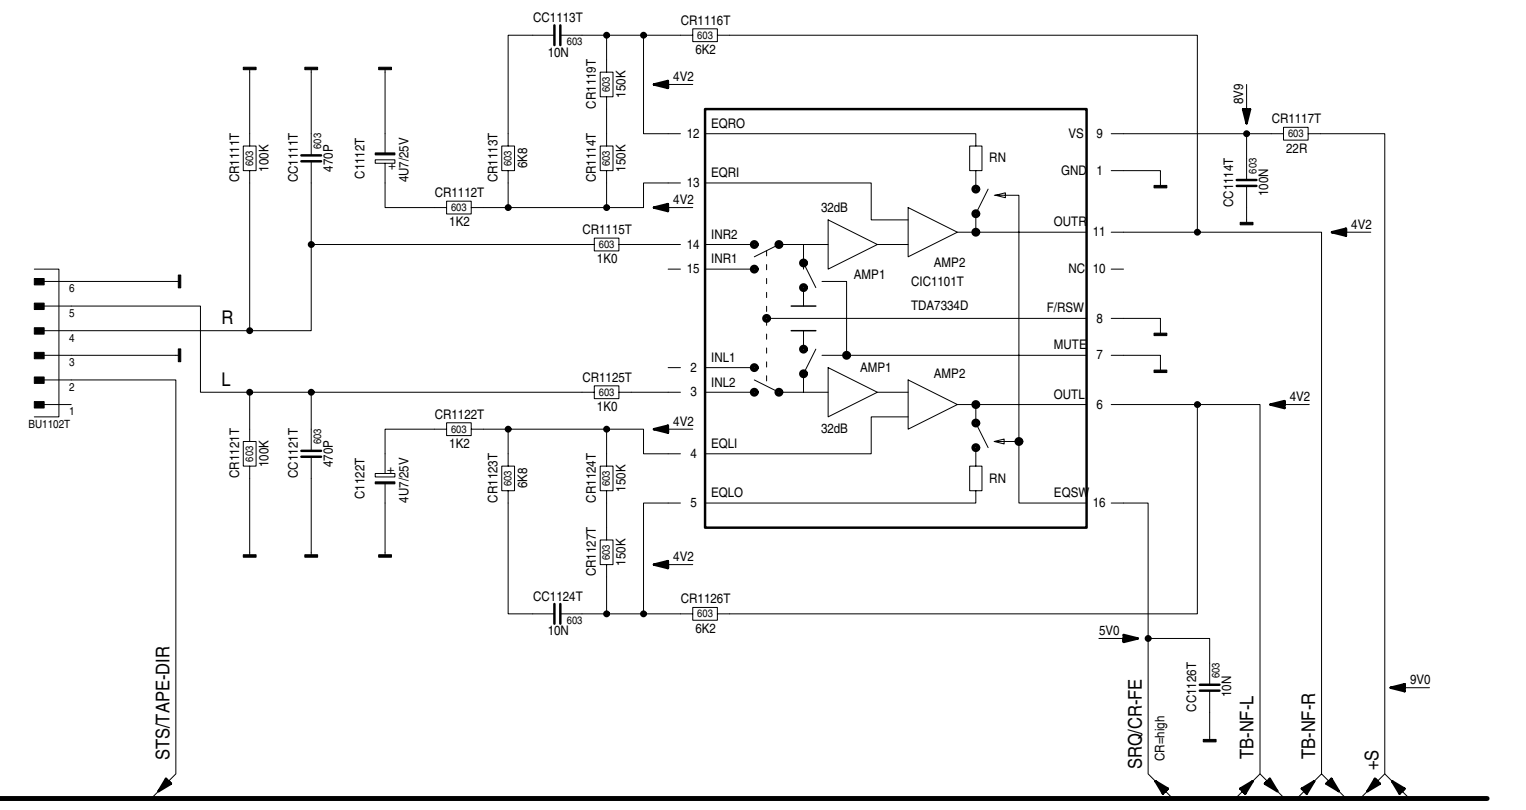 CC1113T
603
10N
CR1116T
603
6K2
CR1119T
603
150K
4V2
8V9
CR1111T
603
100K
CC1111T
603
470P
C1112T
+
4U7/25V
CR1113T
603
6K8
CR1114T
603
150K
12
EQRO
RN
VS
9
CR1117T
603
22R
CC1114T
603
100N
13
EQRI
GND
1
CR1112T
603
1K2
4V2
32dB
OUTR
11
4V2
CR1115T
603
1K0
14
INR2
15
INR1
AMP1
AMP2
NC
10
CIC1101T
TDA7334D
6
5
4
3
2
1
BU1102T
R
F/RSW
8
MUTE
7
L
CR1125T
603
1K0
2
INL1
3
INL2
AMP1
AMP2
32dB
OUTL
6
4V2
CR1121T
603
100K
CC1121T
603
470P
CR1122T
603
1K2
4V2
4
EQLI
C1122T
+
4U7/25V
CR1123T
603
6K8
CR1124T
603
150K
RN
5
EQLO
EQSW
16
CR1127T
603
150K
4V2
CC1124T
603
10N
CR1126T
603
6K2
5V0
CC1126T
603
10N
9V0
STS/TAPE-DIR
SRQ/CR-FE
CR=high
TB-NF-L
TB-NF-R
+S